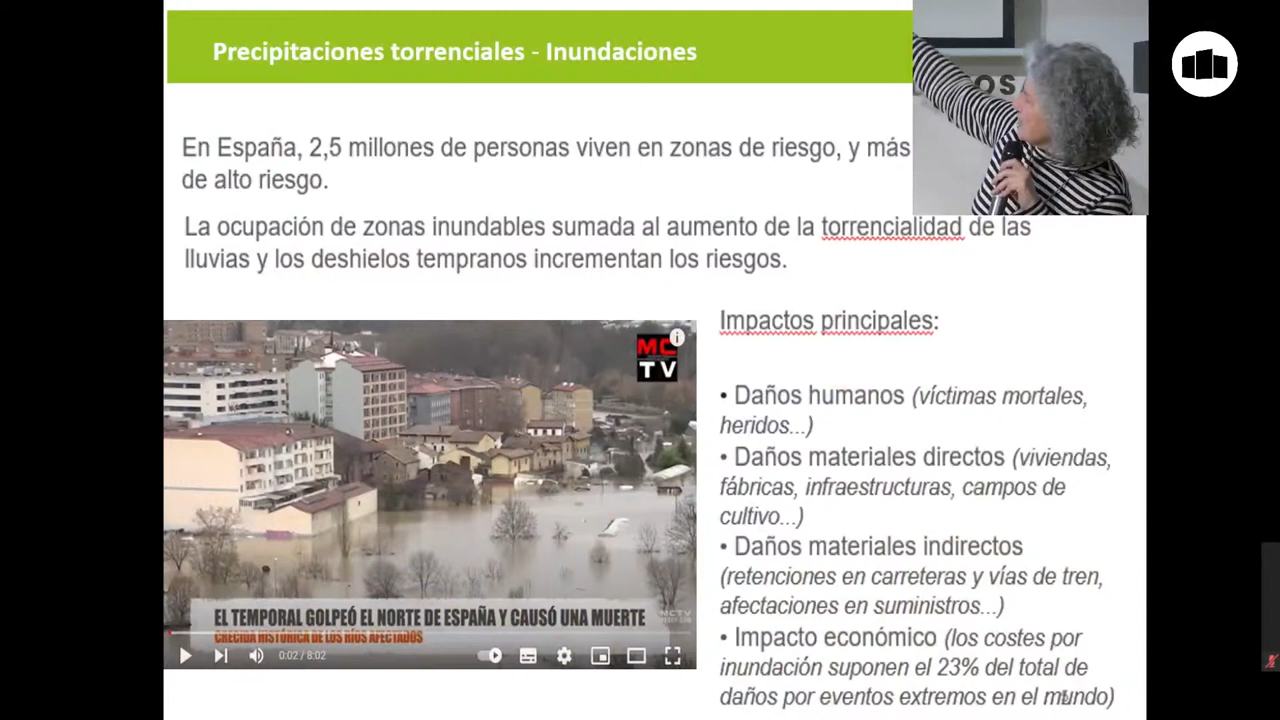 Precipitaciones torrenciales - Inundaciones
OSA
En España, 2,5 millones de personas viven en zonas de riesgo, y más
de alto riesgo.
La ocupación de zonas inundables sumada al aumento de la torrencialidad de las
lluvias y los deshielos tempranos incrementan los riesgos.
MC
TV
i
EL TEMPORAL GOLPEÓ EL NORTE DE ESPAÑA Y CAUSÓ UNA MUERTE
CRECIDA HISTÓRICA DE LOS RÍOS AFECTADOS
MCTV
0:02 / 8:02
Impactos principales:
• Daños humanos (víctimas mortales,
heridos...)
• Daños materiales directos (viviendas,
fábricas, infraestructuras, campos de
cultivo...)
• Daños materiales indirectos
(retenciones en carreteras y vías de tren,
afectaciones en suministros...)
• Impacto económico (los costes por
inundación suponen el 23% del total de
daños por eventos extremos en el mundo)